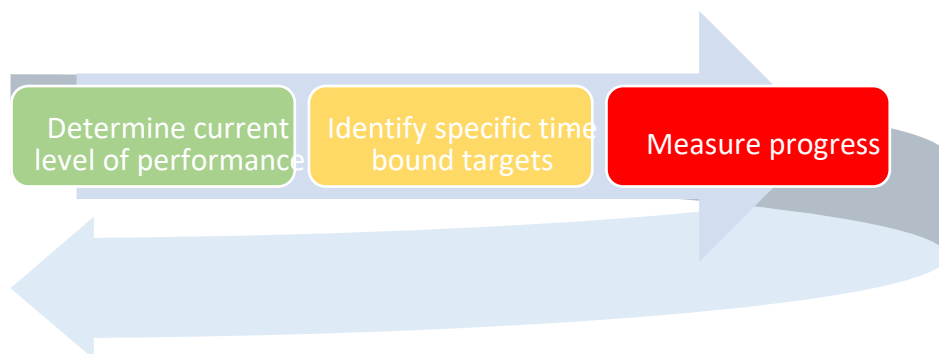 Determine current
level of performance
Identify specific time
bound targets
Measure progress